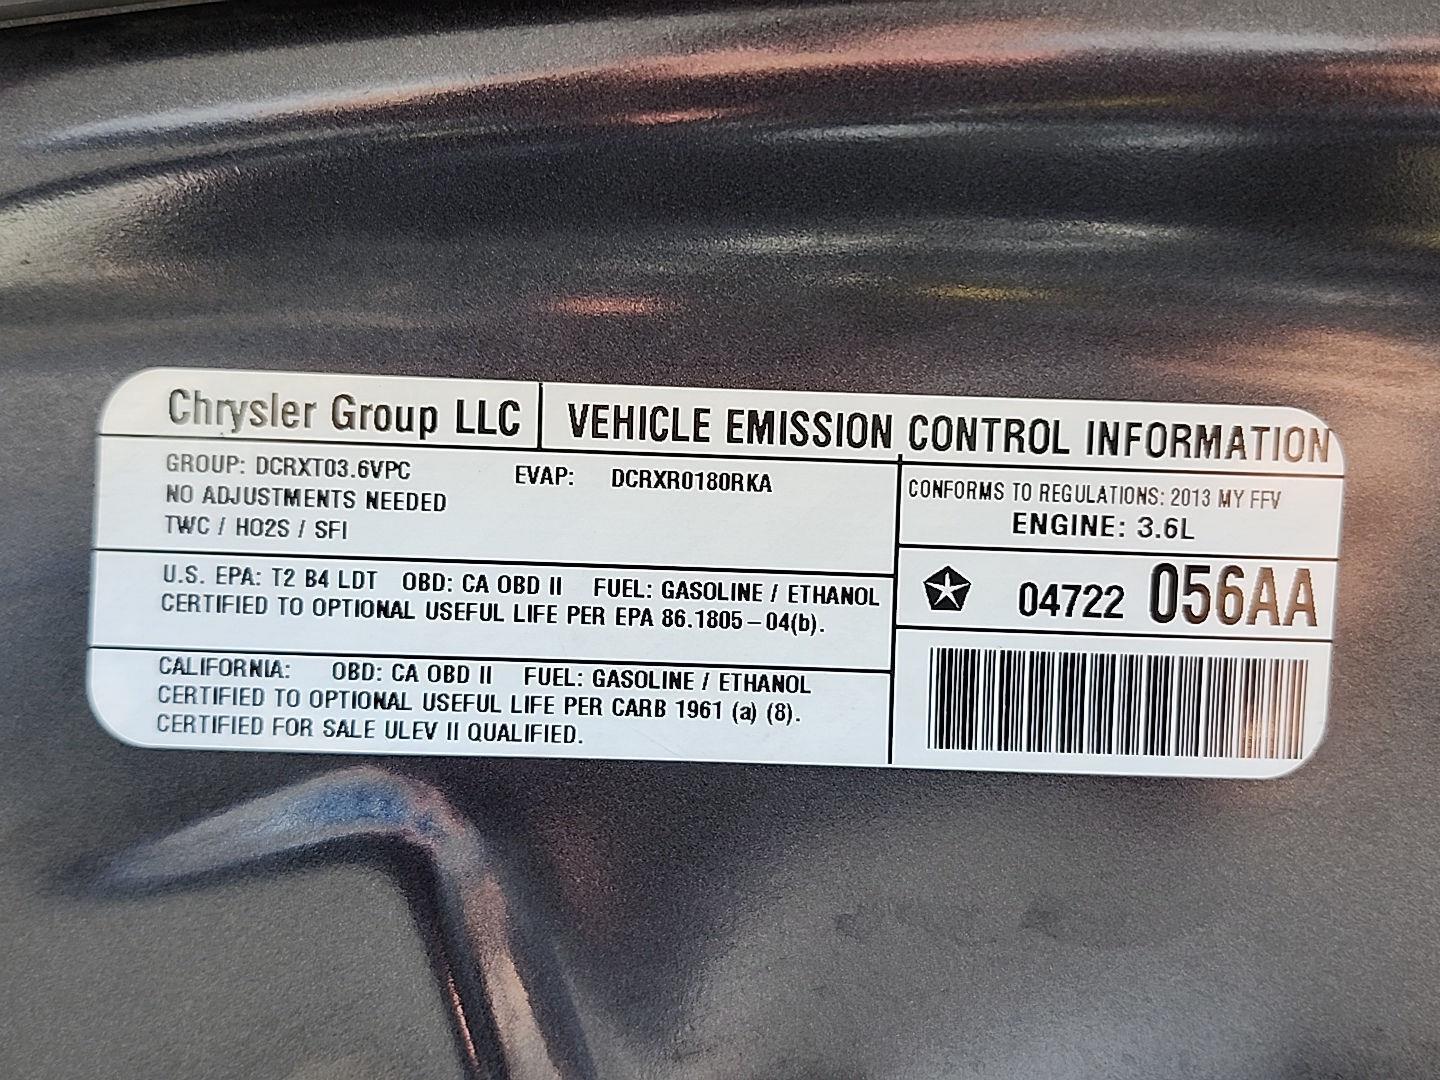 Chrysler Group LLC
VEHICLE EMISSION CONTROL INFORMATION
GROUP: DCRXT03.6VPC EVAP: DCRXR0180RKA
NO ADJUSTMENTS NEEDED
TWC / HO2S / SFI
CONFORMS TO REGULATIONS: 2013 MY FFV
ENGINE: 3.6L
U.S. EPA: T2 B4 LDT OBD: CA OBD II FUEL: GASOLINE / ETHANOL
CERTIFIED TO OPTIONAL USEFUL LIFE PER EPA 86.1805–04(b).
04722 056AA
CALIFORNIA: OBD: CA OBD II FUEL: GASOLINE / ETHANOL
CERTIFIED TO OPTIONAL USEFUL LIFE PER CARB 1961 (a) (8).
CERTIFIED FOR SALE ULEV II QUALIFIED.